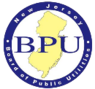 New Jersey
BPU
Board of Public Utilities